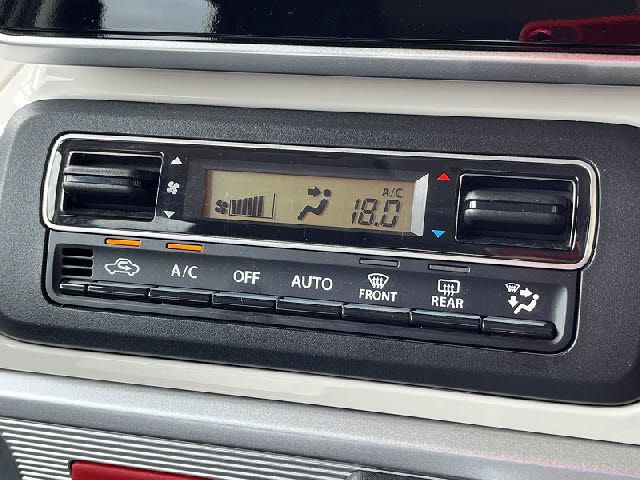 A/C
18.0
A/C
OFF
AUTO
FRONT
REAR